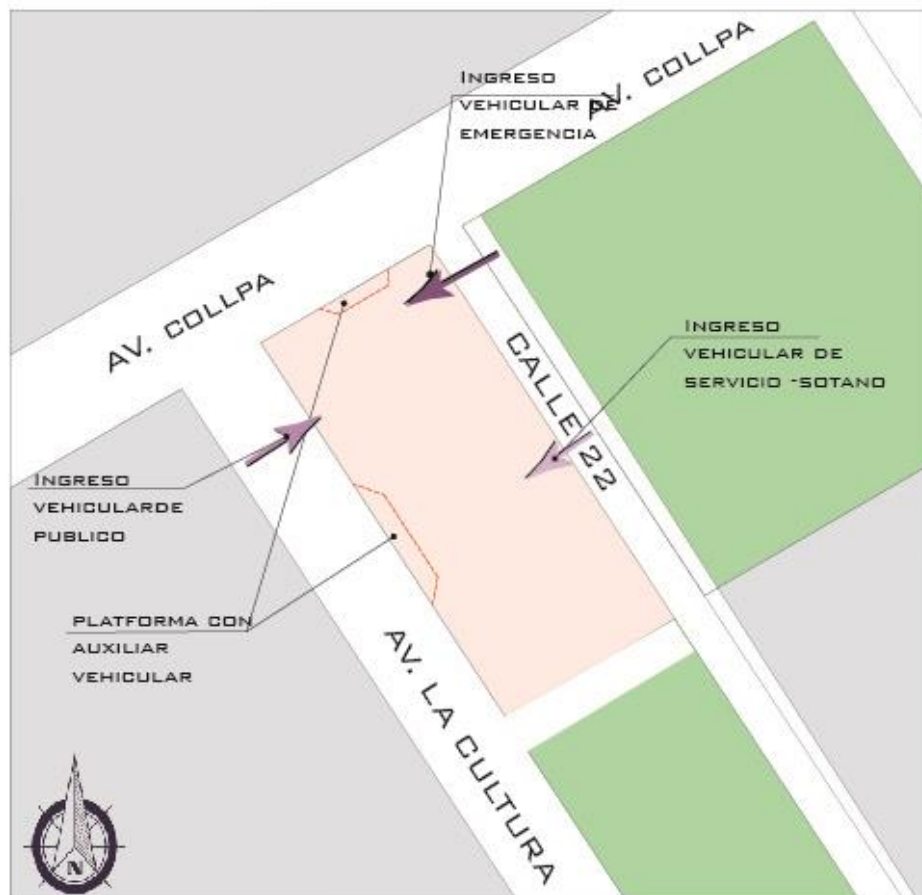 INGRESO
VEHICULAR DE
EMERGENCIA
AV. COLLPA
AV. COLLPA
INGRESO
VEHICULAR DE
SERVICIO -SOTANO
CALLE 22
INGRESO
VEHICULARDE
PUBLICO
PLATFORMA CON
AUXILIAR
VEHICULAR
AV. LA CULTURA
N